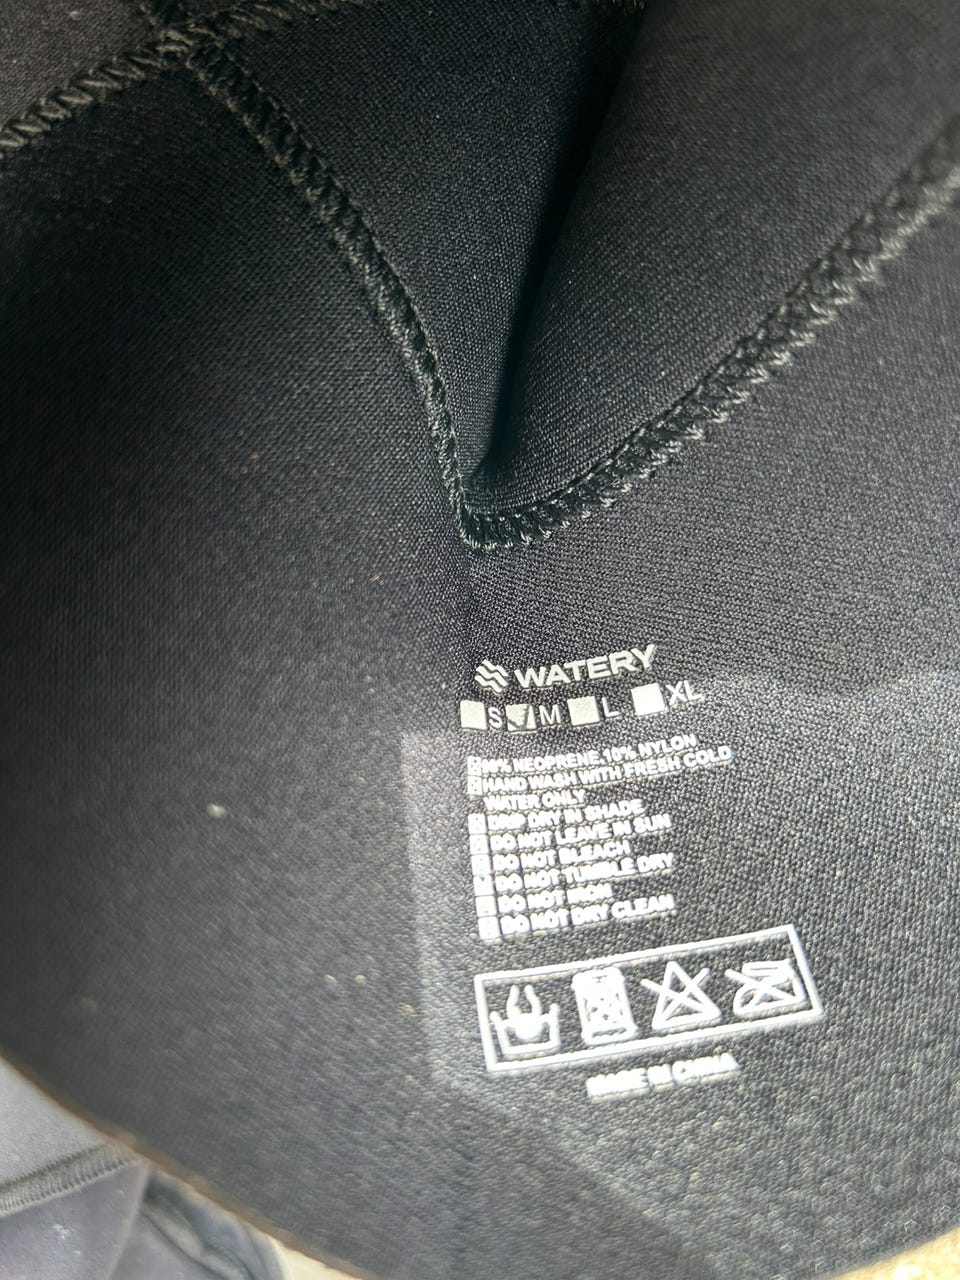 WATERY
S M L XL
90% NEOPRENE, 10% NYLON
HAND WASH WITH FRESH COLD
WATER ONLY
DRIP DRY IN SHADE
DO NOT LEAVE IN SUN
DO NOT BLEACH
DO NOT TUMBLE DRY
DO NOT IRON
DO NOT DRY CLEAN
MADE IN CHINA